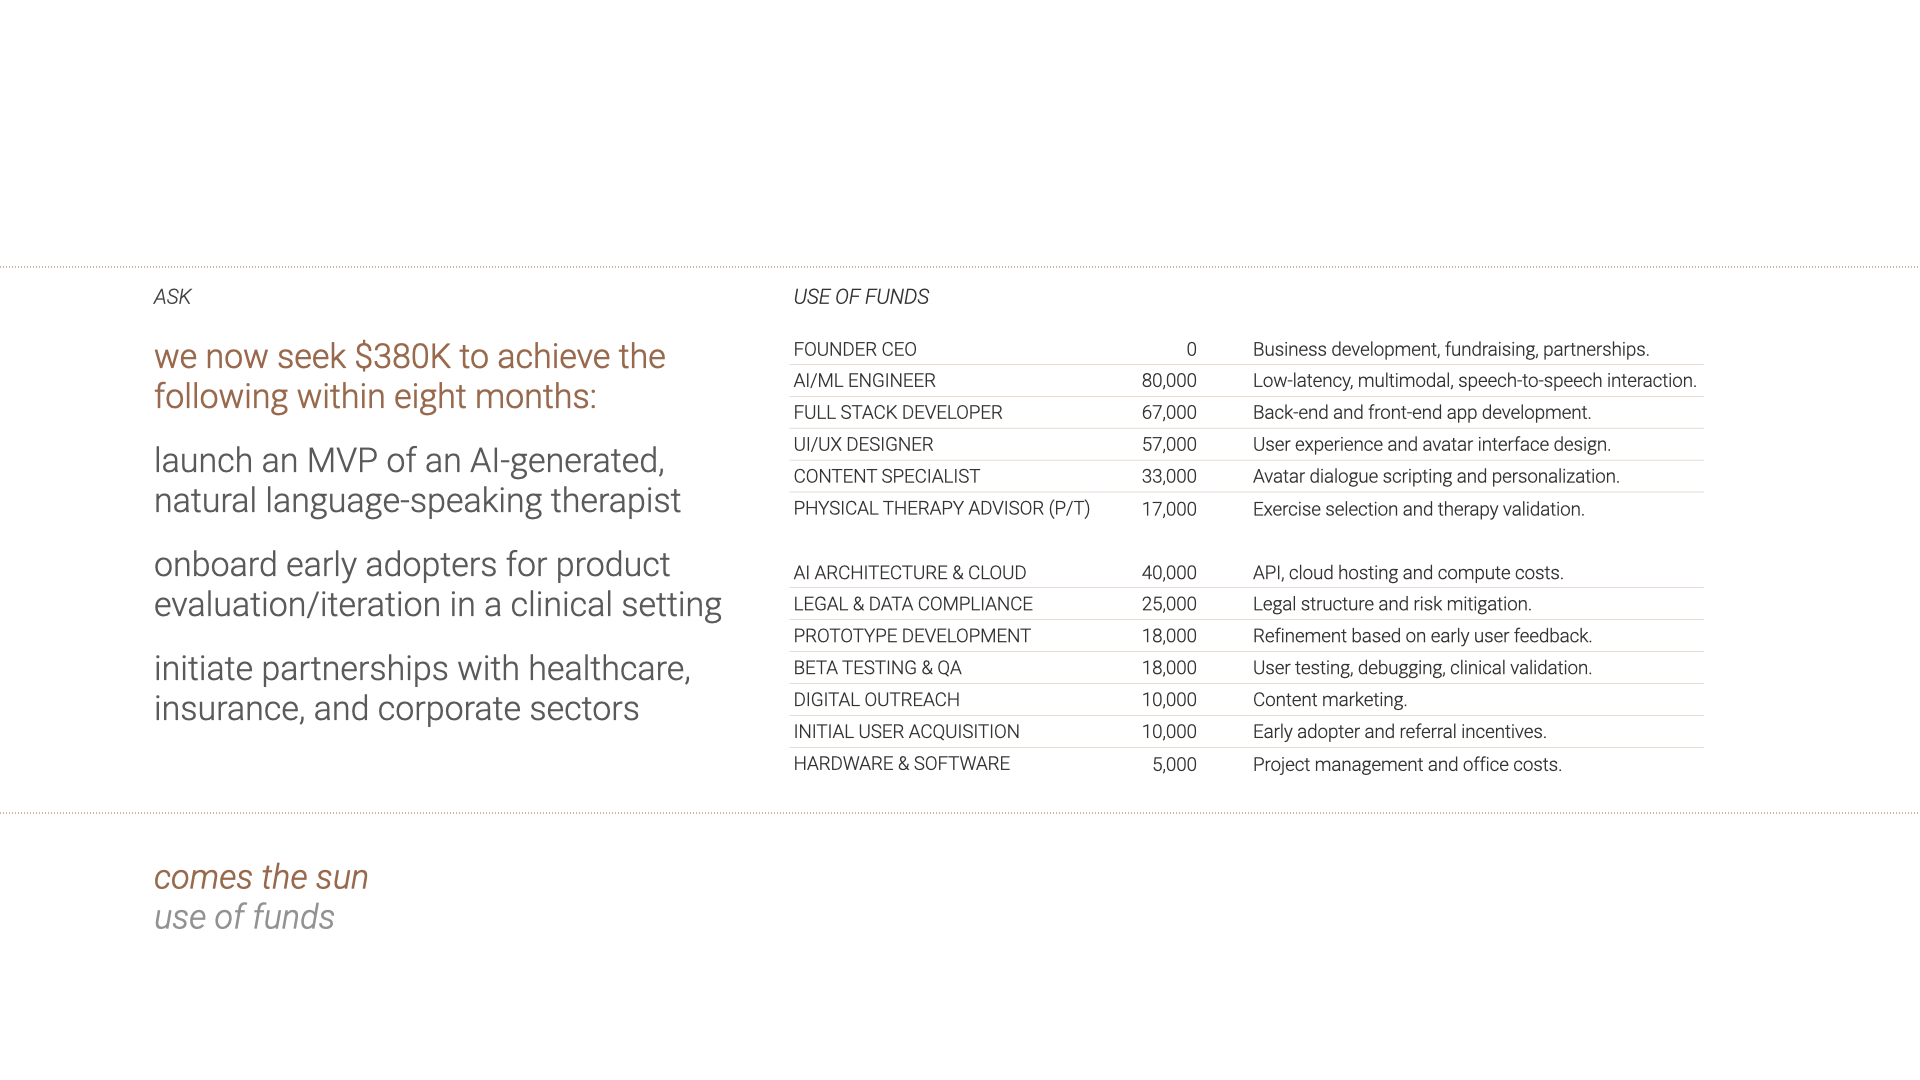 ASK
we now seek $380K to achieve the
following within eight months:
launch an MVP of an AI-generated,
natural language-speaking therapist
onboard early adopters for product
evaluation/iteration in a clinical setting
initiate partnerships with healthcare,
insurance, and corporate sectors
USE OF FUNDS
FOUNDER CEO 0 Business development, fundraising, partnerships.
AI/ML ENGINEER 80,000 Low-latency, multimodal, speech-to-speech interaction.
FULL STACK DEVELOPER 67,000 Back-end and front-end app development.
UI/UX DESIGNER 57,000 User experience and avatar interface design.
CONTENT SPECIALIST 33,000 Avatar dialogue scripting and personalization.
PHYSICAL THERAPY ADVISOR (P/T) 17,000 Exercise selection and therapy validation.
AI ARCHITECTURE & CLOUD 40,000 API, cloud hosting and compute costs.
LEGAL & DATA COMPLIANCE 25,000 Legal structure and risk mitigation.
PROTOTYPE DEVELOPMENT 18,000 Refinement based on early user feedback.
BETA TESTING & QA 18,000 User testing, debugging, clinical validation.
DIGITAL OUTREACH 10,000 Content marketing.
INITIAL USER ACQUISITION 10,000 Early adopter and referral incentives.
HARDWARE & SOFTWARE 5,000 Project management and office costs.
comes the sun
use of funds